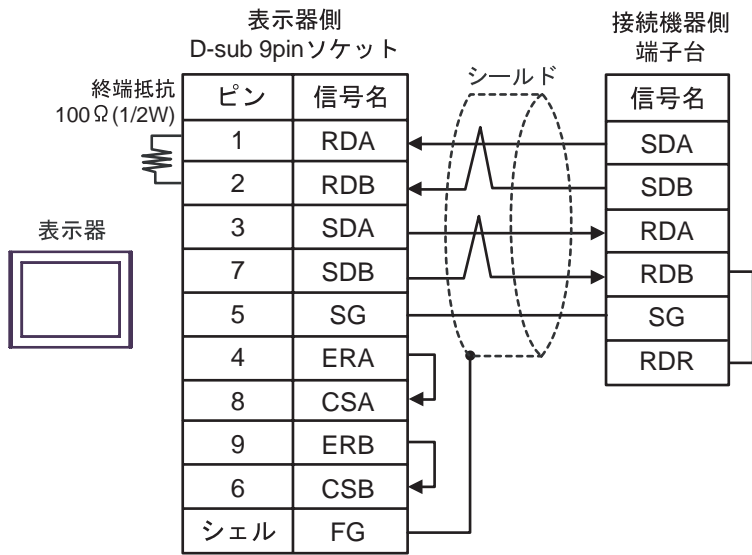 表示器側
D-sub 9pinソケット
接続機器側
端子台
シールド
終端抵抗
100Ω(1/2W)
表示器
ピン 信号名
1 RDA
2 RDB
3 SDA
7 SDB
5 SG
4 ERA
8 CSA
9 ERB
6 CSB
シェル FG
信号名
SDA
SDB
RDA
RDB
SG
RDR